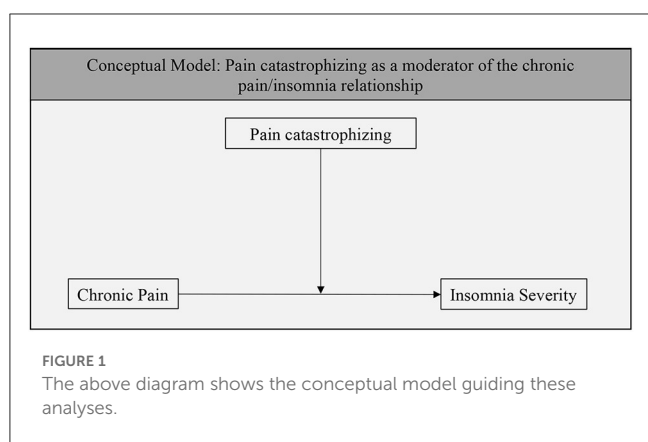 Conceptual Model: Pain catastrophizing as a moderator of the chronic
pain/insomnia relationship
Pain catastrophizing
Chronic Pain
Insomnia Severity
FIGURE 1
The above diagram shows the conceptual model guiding these
analyses.